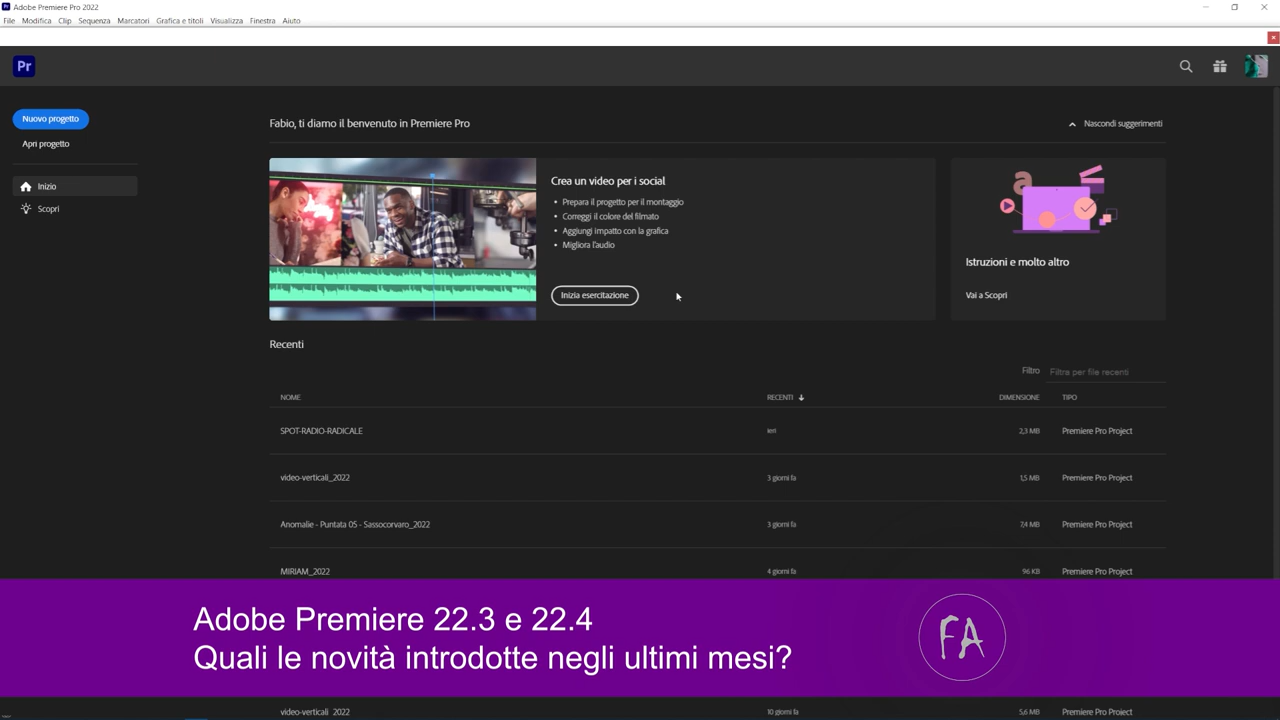 Adobe Premiere Pro 2022
File Modifica Clip Sequenza Marcatori Grafica e titoli Visualizza Finestra Aiuto
Pr
Nuovo progetto
Apri progetto
Inizio
Scopri
Fabio, ti diamo il benvenuto in Premiere Pro
Nascondi suggerimenti
Crea un video per i social
• Prepara il progetto per il montaggio
• Correggi il colore del filmato
• Aggiungi impatto con la grafica
• Migliora l'audio
Inizia esercitazione
Istruzioni e molto altro
Vai a Scopri
Recenti
Filtro Filtra per file recenti
NOME RECENTI DIMENSIONE TIPO
SPOT-RADIO-RADICALE ieri 2,3 MB Premiere Pro Project
video-verticali_2022 3 giorni fa 1,5 MB Premiere Pro Project
Anomalie - Puntata 05 - Sassocorvaro_2022 3 giorni fa 7,4 MB Premiere Pro Project
MIRIAM_2022 4 giorni fa 96 KB Premiere Pro Project
Adobe Premiere 22.3 e 22.4
Quali le novità introdotte negli ultimi mesi?
FA
video-verticali_2022 10 giorni fa 5,6 MB Premiere Pro Project